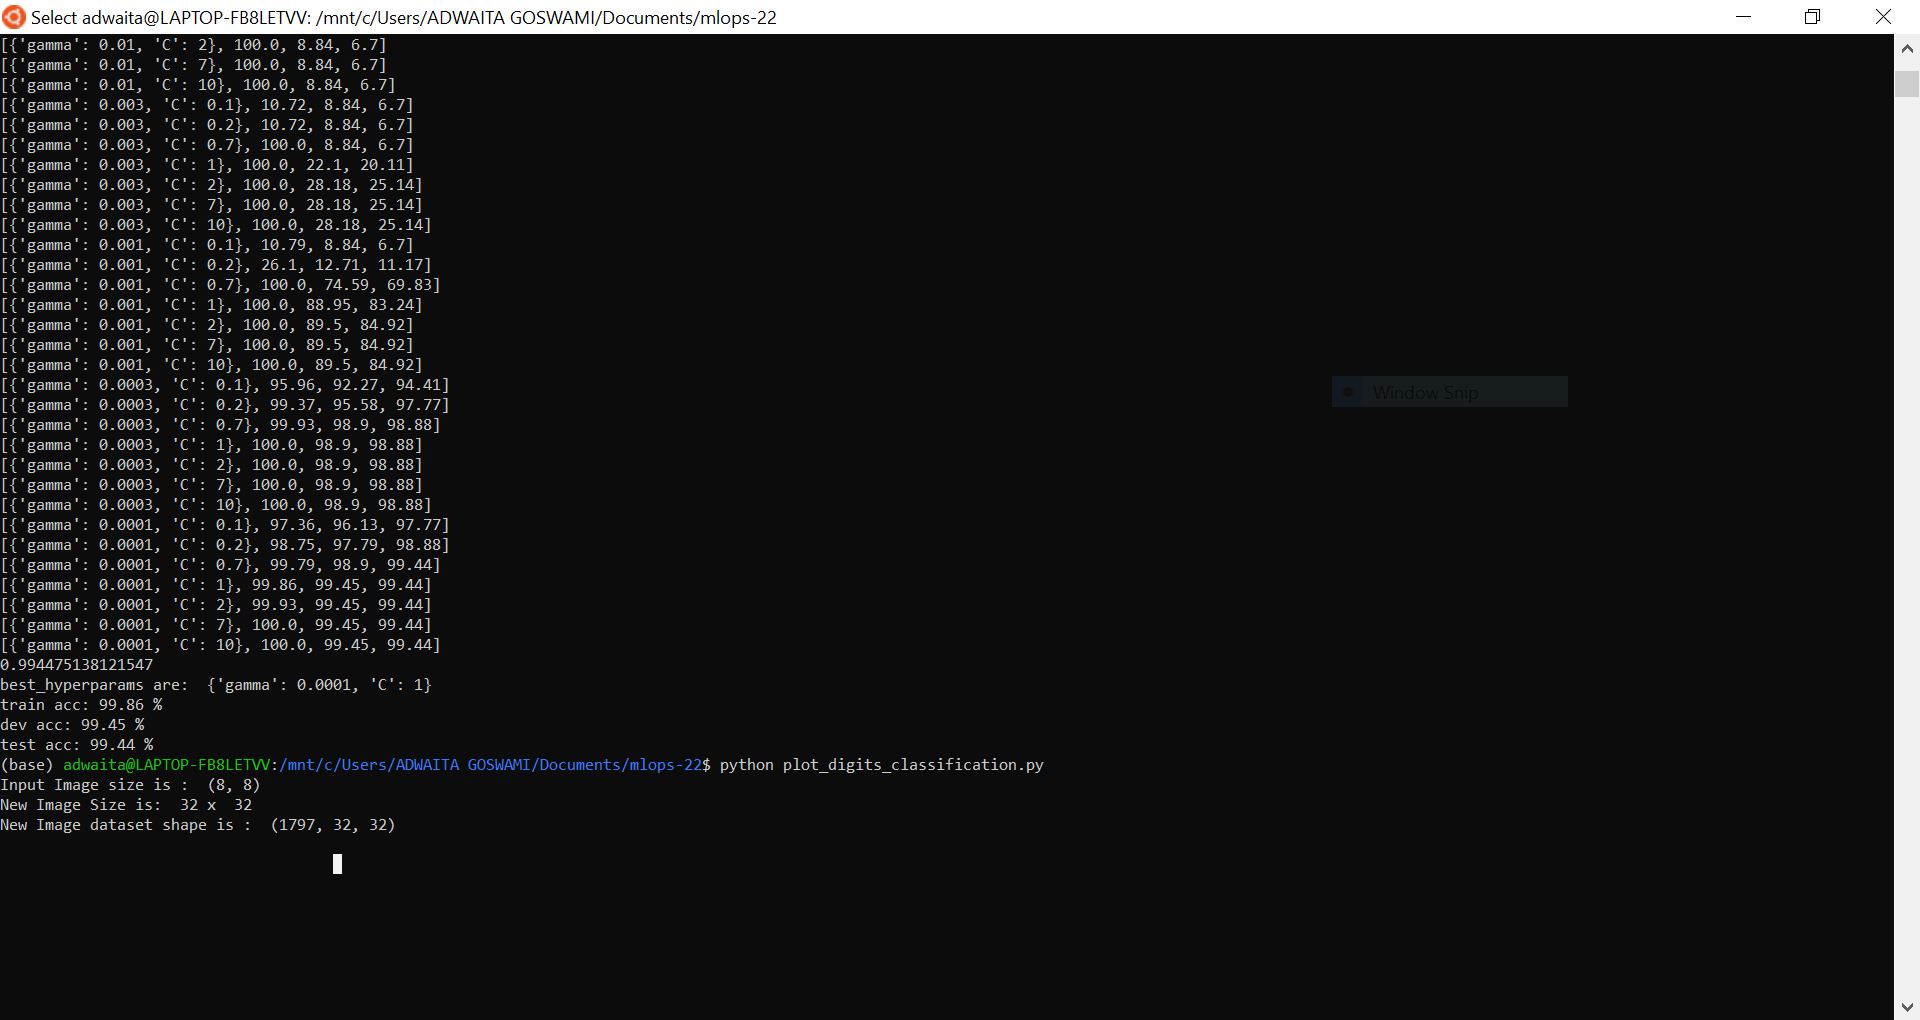 Select adwaita@LAPTOP-FB8LETVV: /mnt/c/Users/ADWAITA GOSWAMI/Documents/mlops-22
[{'gamma': 0.01, 'C': 2}, 100.0, 8.84, 6.7]
[{'gamma': 0.01, 'C': 7}, 100.0, 8.84, 6.7]
[{'gamma': 0.01, 'C': 10}, 100.0, 8.84, 6.7]
[{'gamma': 0.003, 'C': 0.1}, 10.72, 8.84, 6.7]
[{'gamma': 0.003, 'C': 0.2}, 10.72, 8.84, 6.7]
[{'gamma': 0.003, 'C': 0.7}, 100.0, 8.84, 6.7]
[{'gamma': 0.003, 'C': 1}, 100.0, 22.1, 20.11]
[{'gamma': 0.003, 'C': 2}, 100.0, 28.18, 25.14]
[{'gamma': 0.003, 'C': 7}, 100.0, 28.18, 25.14]
[{'gamma': 0.003, 'C': 10}, 100.0, 28.18, 25.14]
[{'gamma': 0.001, 'C': 0.1}, 10.79, 8.84, 6.7]
[{'gamma': 0.001, 'C': 0.2}, 26.1, 12.71, 11.17]
[{'gamma': 0.001, 'C': 0.7}, 100.0, 74.59, 69.83]
[{'gamma': 0.001, 'C': 1}, 100.0, 88.95, 83.24]
[{'gamma': 0.001, 'C': 2}, 100.0, 89.5, 84.92]
[{'gamma': 0.001, 'C': 7}, 100.0, 89.5, 84.92]
[{'gamma': 0.001, 'C': 10}, 100.0, 89.5, 84.92]
[{'gamma': 0.0003, 'C': 0.1}, 95.96, 92.27, 94.41]
[{'gamma': 0.0003, 'C': 0.2}, 99.37, 95.58, 97.77]
[{'gamma': 0.0003, 'C': 0.7}, 99.93, 98.9, 98.88]
[{'gamma': 0.0003, 'C': 1}, 100.0, 98.9, 98.88]
[{'gamma': 0.0003, 'C': 2}, 100.0, 98.9, 98.88]
[{'gamma': 0.0003, 'C': 7}, 100.0, 98.9, 98.88]
[{'gamma': 0.0003, 'C': 10}, 100.0, 98.9, 98.88]
[{'gamma': 0.0001, 'C': 0.1}, 97.36, 96.13, 97.77]
[{'gamma': 0.0001, 'C': 0.2}, 98.75, 97.79, 98.88]
[{'gamma': 0.0001, 'C': 0.7}, 99.79, 98.9, 99.44]
[{'gamma': 0.0001, 'C': 1}, 99.86, 99.45, 99.44]
[{'gamma': 0.0001, 'C': 2}, 99.93, 99.45, 99.44]
[{'gamma': 0.0001, 'C': 7}, 100.0, 99.45, 99.44]
[{'gamma': 0.0001, 'C': 10}, 100.0, 99.45, 99.44]
0.994475138121547
best_hyperparams are:  {'gamma': 0.0001, 'C': 1}
train acc: 99.86 %
dev acc: 99.45 %
test acc: 99.44 %
(base) adwaita@LAPTOP-FB8LETVV:/mnt/c/Users/ADWAITA GOSWAMI/Documents/mlops-22$ python plot_digits_classification.py
Input Image size is :  (8, 8)
New Image Size is:  32 x  32
New Image dataset shape is :  (1797, 32, 32)
Window Snip